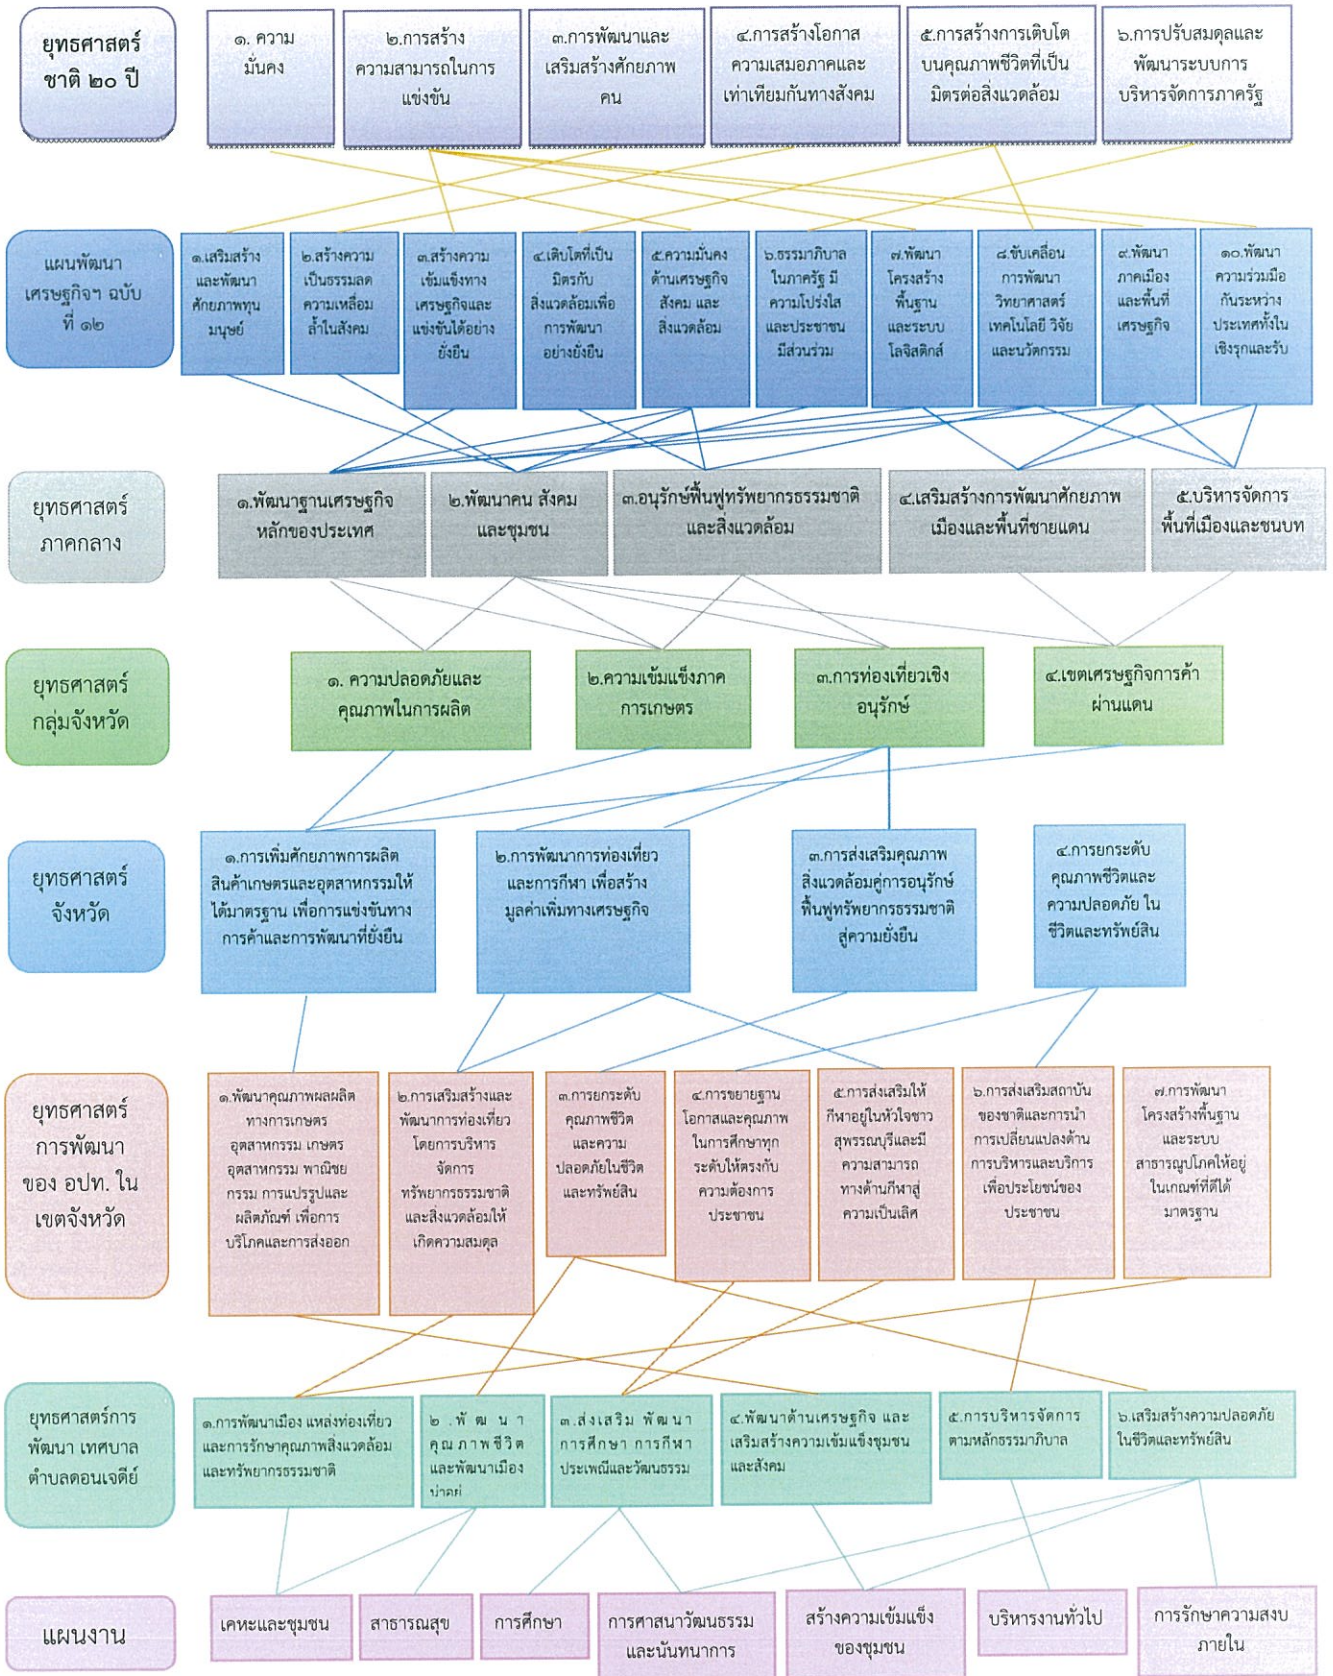 ยุทธศาสตร์
ชาติ ๒๐ ปี
๑. ความ
มั่นคง
๒.การสร้าง
ความสามารถในการ
แข่งขัน
๓.การพัฒนาและ
เสริมสร้างศักยภาพ
คน
๔.การสร้างโอกาส
ความเสมอภาคและ
เท่าเทียมกันทางสังคม
๕.การสร้างการเติบโต
บนคุณภาพชีวิตที่เป็น
มิตรต่อสิ่งแวดล้อม
๖.การปรับสมดุลและ
พัฒนาระบบการ
บริหารจัดการภาครัฐ
แผนพัฒนา
เศรษฐกิจฯ ฉบับ
ที่ ๑๒
๑.เสริมสร้าง
และพัฒนา
ศักยภาพทุน
มนุษย์
๒.สร้างความ
เป็นธรรมลด
ความเหลื่อม
ล้ำในสังคม
๓.สร้างความ
เข้มแข็งทาง
เศรษฐกิจและ
แข่งขันได้อย่าง
ยั่งยืน
๔.เติบโตที่เป็น
มิตรกับ
สิ่งแวดล้อมเพื่อ
การพัฒนา
อย่างยั่งยืน
๕.ความมั่นคง
ด้านเศรษฐกิจ
สังคม และ
สิ่งแวดล้อม
๖.ธรรมาภิบาล
ในภาครัฐ มี
ความโปร่งใส
และประชาชน
มีส่วนร่วม
๗.พัฒนา
โครงสร้าง
พื้นฐาน
และระบบ
โลจิสติกส์
๘.ขับเคลื่อน
การพัฒนา
วิทยาศาสตร์
เทคโนโลยี วิจัย
และนวัตกรรม
๙.พัฒนา
ภาคเมือง
และพื้นที่
เศรษฐกิจ
๑๐.พัฒนา
ความร่วมมือ
กันระหว่าง
ประเทศทั้งใน
เชิงรุกและรับ
ยุทธศาสตร์
ภาคกลาง
๑.พัฒนาฐานเศรษฐกิจ
หลักของประเทศ
๒.พัฒนาคน สังคม
และชุมชน
๓.อนุรักษ์ฟื้นฟูทรัพยากรธรรมชาติ
และสิ่งแวดล้อม
๔.เสริมสร้างการพัฒนาศักยภาพ
เมืองและพื้นที่ชายแดน
๕.บริหารจัดการ
พื้นที่เมืองและชนบท
ยุทธศาสตร์
กลุ่มจังหวัด
๑. ความปลอดภัยและ
คุณภาพในการผลิต
๒.ความเข้มแข็งภาค
การเกษตร
๓.การท่องเที่ยวเชิง
อนุรักษ์
๔.เขตเศรษฐกิจการค้า
ผ่านแดน
ยุทธศาสตร์
จังหวัด
๑.การเพิ่มศักยภาพการผลิต
สินค้าเกษตรและอุตสาหกรรมให้
ได้มาตรฐาน เพื่อการแข่งขันทาง
การค้าและการพัฒนาที่ยั่งยืน
๒.การพัฒนาการท่องเที่ยว
และการกีฬา เพื่อสร้าง
มูลค่าเพิ่มทางเศรษฐกิจ
๓.การส่งเสริมคุณภาพ
สิ่งแวดล้อมคู่การอนุรักษ์
ฟื้นฟูทรัพยากรธรรมชาติ
สู่ความยั่งยืน
๔.การยกระดับ
คุณภาพชีวิตและ
ความปลอดภัย ใน
ชีวิตและทรัพย์สิน
ยุทธศาสตร์
การพัฒนา
ของ อปท. ใน
เขตจังหวัด
๑.พัฒนาคุณภาพผลผลิต
ทางการเกษตร
อุตสาหกรรม เกษตร
อุตสาหกรรม พาณิชย
กรรม การแปรรูปและ
ผลิตภัณฑ์ เพื่อการ
บริโภคและการส่งออก
๒.การเสริมสร้างและ
พัฒนาการท่องเที่ยว
โดยการบริหาร
จัดการ
ทรัพยากรธรรมชาติ
และสิ่งแวดล้อมให้
เกิดความสมดุล
๓.การยกระดับ
คุณภาพชีวิต
และความ
ปลอดภัยในชีวิต
และทรัพย์สิน
๔.การขยายฐาน
โอกาสและคุณภาพ
ในการศึกษาทุก
ระดับให้ตรงกับ
ความต้องการ
ประชาชน
๕.การส่งเสริมให้
กีฬาอยู่ในหัวใจชาว
สุพรรณบุรีและมี
ความสามารถ
ทางด้านกีฬาสู่
ความเป็นเลิศ
๖.การส่งเสริมสถาบัน
ของชาติและการนำ
การเปลี่ยนแปลงด้าน
การบริหารและบริการ
เพื่อประโยชน์ของ
ประชาชน
๗.การพัฒนา
โครงสร้างพื้นฐาน
และระบบ
สาธารณูปโภคให้อยู่
ในเกณฑ์ที่ดีได้
มาตรฐาน
ยุทธศาสตร์การ
พัฒนา เทศบาล
ตำบลดอนเจดีย์
๑.การพัฒนาเมือง แหล่งท่องเที่ยว
และการรักษาคุณภาพสิ่งแวดล้อม
และทรัพยากรธรรมชาติ
๒ .พัฒนา
คุณภาพชีวิต
และพัฒนาเมือง
น่าอยู่
๓.ส่งเสริม พัฒนา
การศึกษา การกีฬา
ประเพณีและวัฒนธรรม
๔.พัฒนาด้านเศรษฐกิจ และ
เสริมสร้างความเข้มแข็งชุมชน
และสังคม
๕.การบริหารจัดการ
ตามหลักธรรมาภิบาล
๖.เสริมสร้างความปลอดภัย
ในชีวิตและทรัพย์สิน
แผนงาน
เคหะและชุมชน
สาธารณสุข
การศึกษา
การศาสนาวัฒนธรรม
และนันทนาการ
สร้างความเข้มแข็ง
ของชุมชน
บริหารงานทั่วไป
การรักษาความสงบ
ภายใน